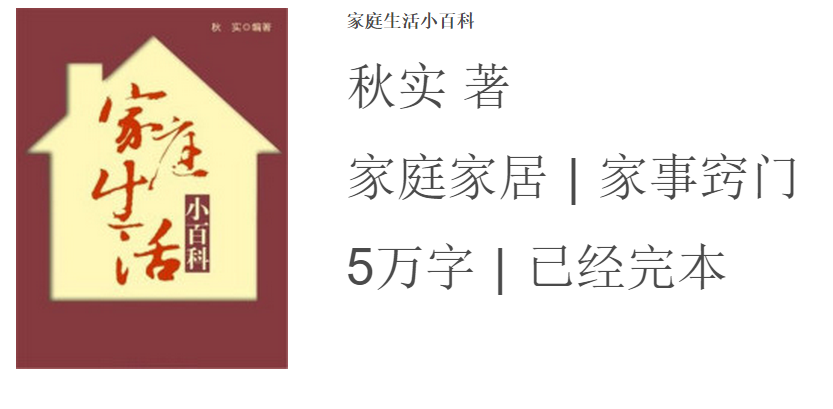 秋 实◎编著
家庭
生活
小百科
家庭生活小百科
秋实 著
家庭家居 | 家事窍门
5万字 | 已经完本